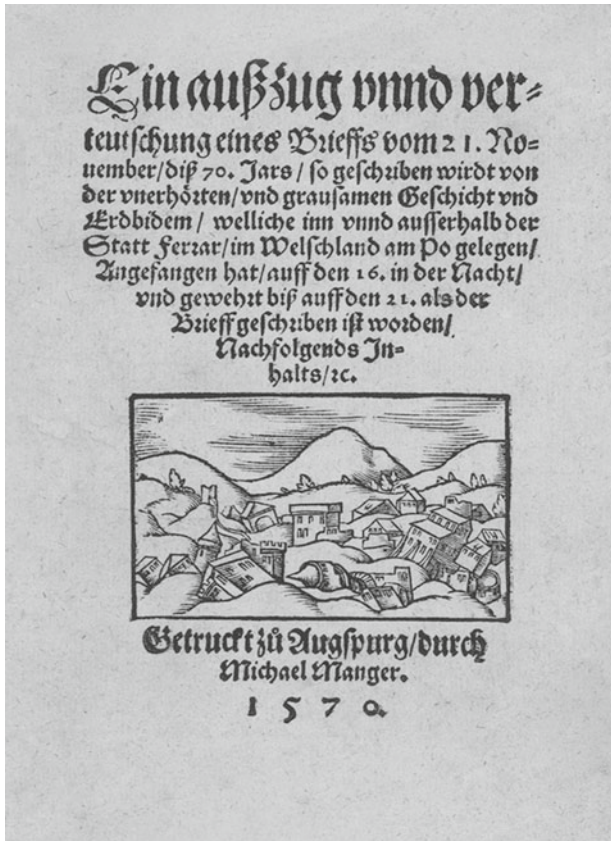 Ein außzug vnnd ver⸗
teutschung eines Brieffs vom 21. No⸗
uember/diß 70. Jars/ so geschriben wirdt von
der vnerhörten/vnd grausamen Geschicht vnd
Erdbidem/ welliche inn vnnd ausserhalb der
Statt Ferrar/im Welschland am Po gelegen/
Angefangen hat/auff den 16. in der Nacht/
vnd gewehrt biß auff den 21. als der
Brieff geschriben ist worden/
Nachfolgends In⸗
halts/ꝛc.
Getruckt zů Augspurg/durch
Michael Manger.
1570.